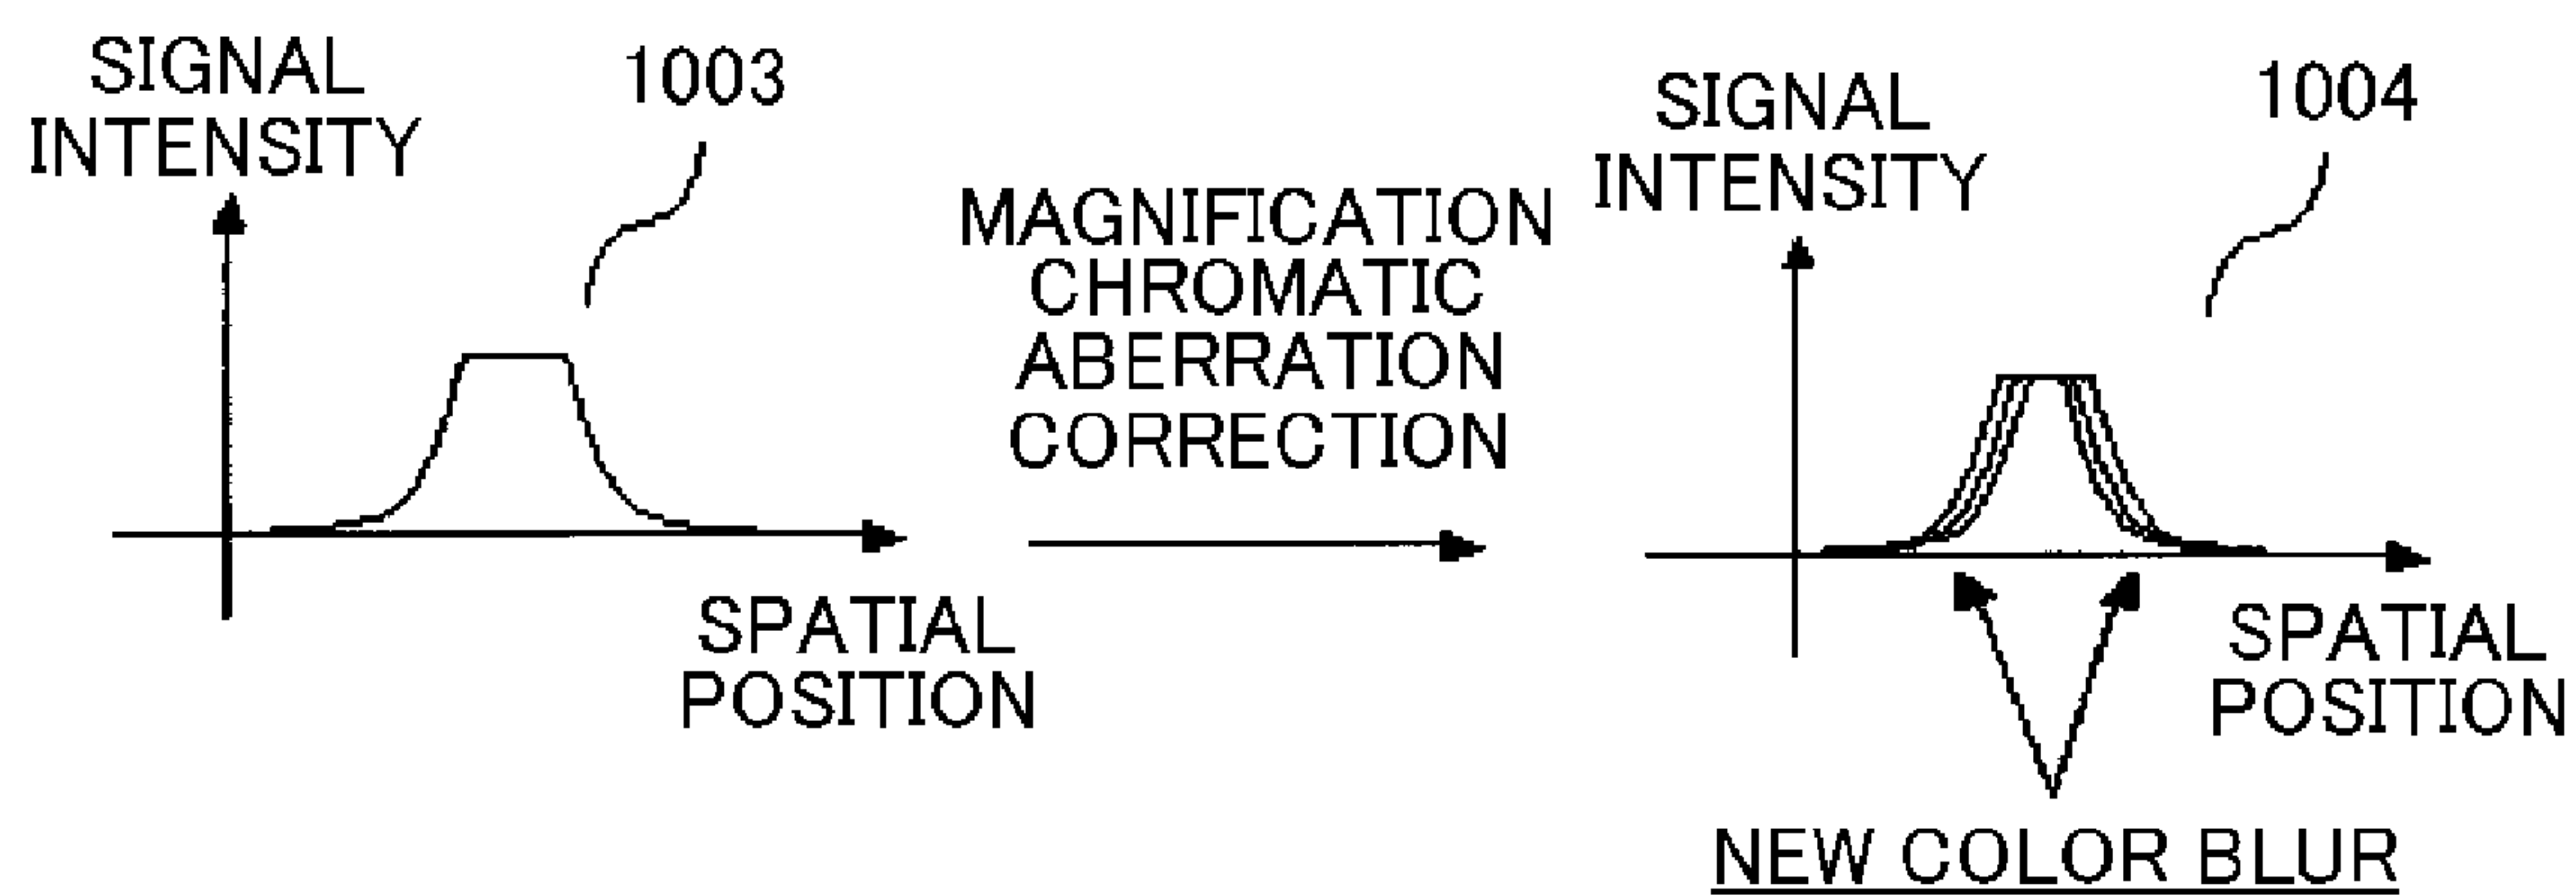 SIGNAL
INTENSITY
1003
SPATIAL
POSITION
MAGNIFICATION
CHROMATIC
ABERRATION
CORRECTION
SIGNAL
INTENSITY
1004
SPATIAL
POSITION
NEW COLOR BLUR